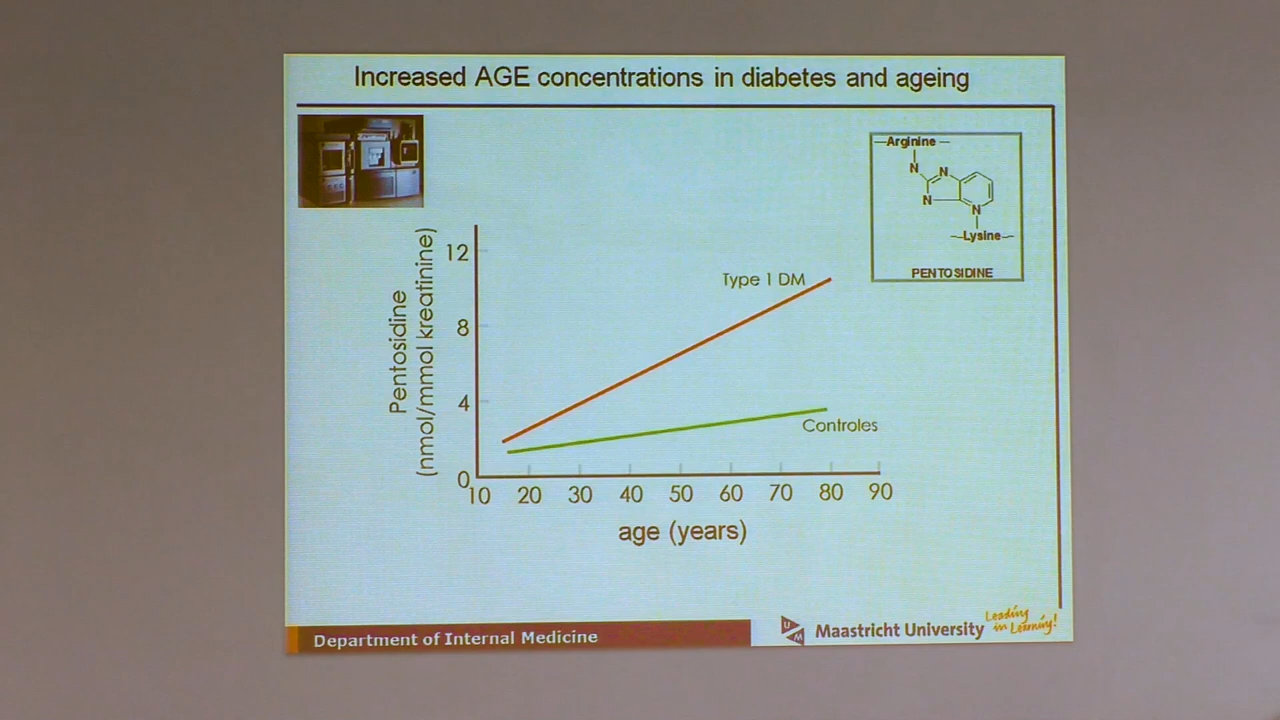 Increased AGE concentrations in diabetes and ageing
—Arginine—
N
N
N
N
—Lysine—
PENTOSIDINE
Pentosidine
(nmol/mmol kreatinine)
12
8
4
0
Type 1 DM
Controles
10 20 30 40 50 60 70 80 90
age (years)
Department of Internal Medicine
UM
Maastricht University
Leading
in Learning!